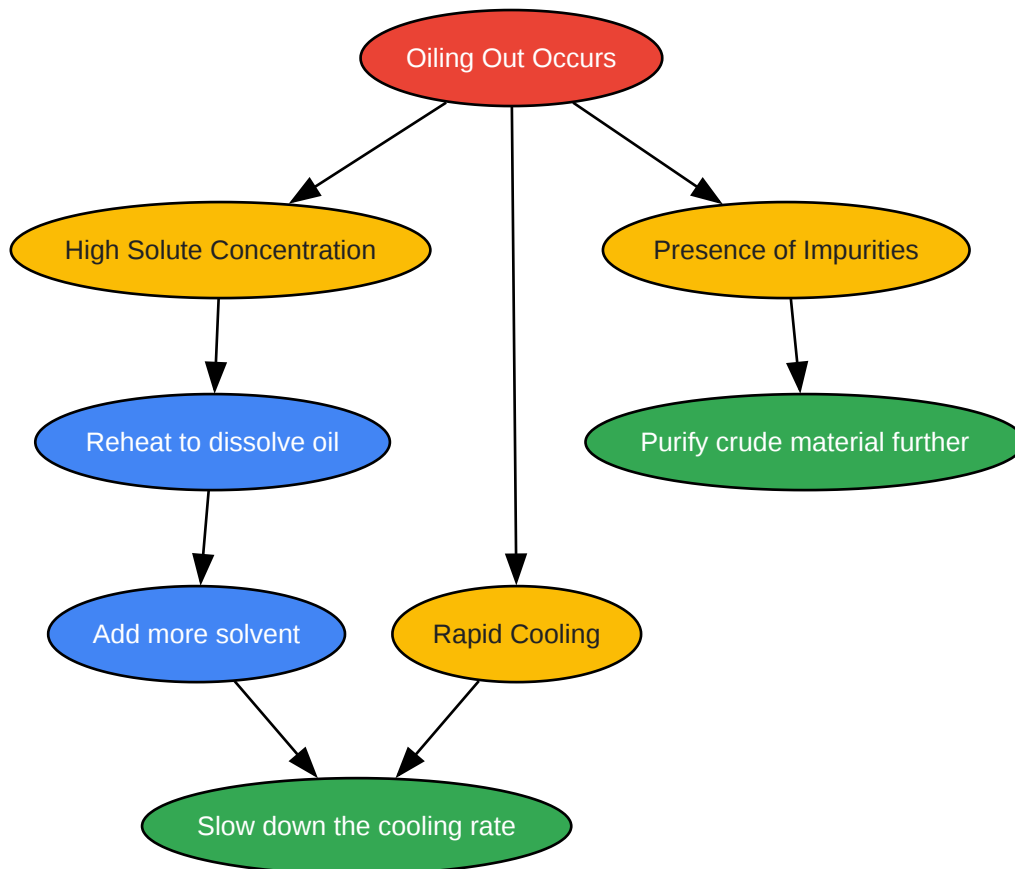 Oiling Out Occurs
High Solute Concentration
Presence of Impurities
Reheat to dissolve oil
Purify crude material further
Add more solvent
Rapid Cooling
Slow down the cooling rate